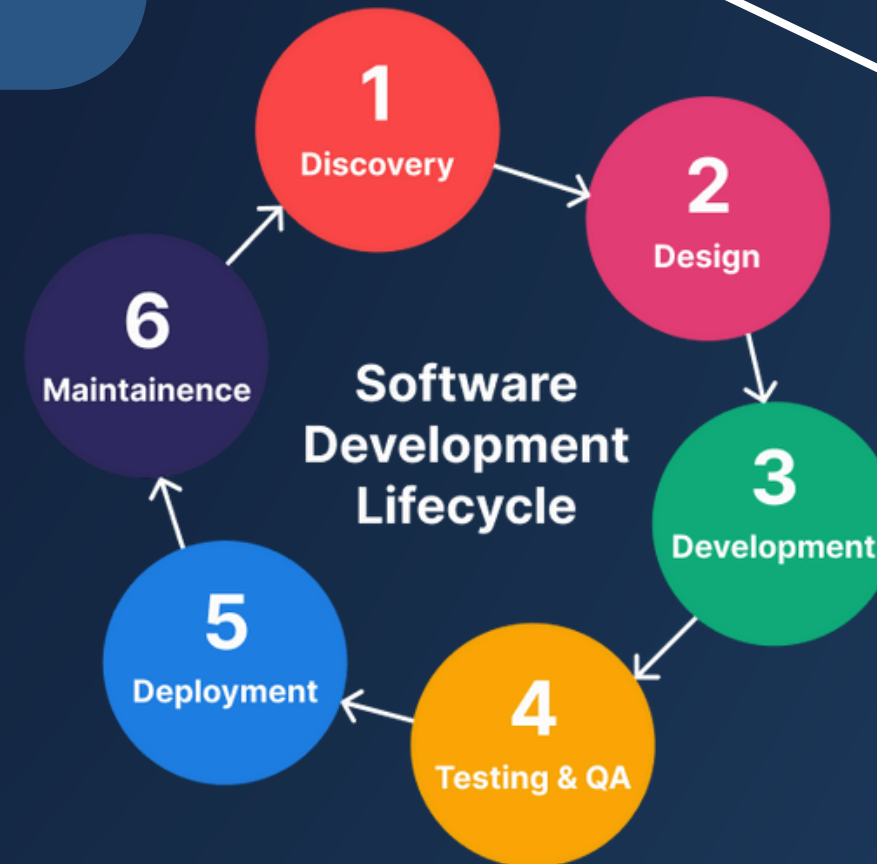 1
Discovery
2
Design
3
Development
4
Testing & QA
5
Deployment
6
Maintainence
Software
Development
Lifecycle